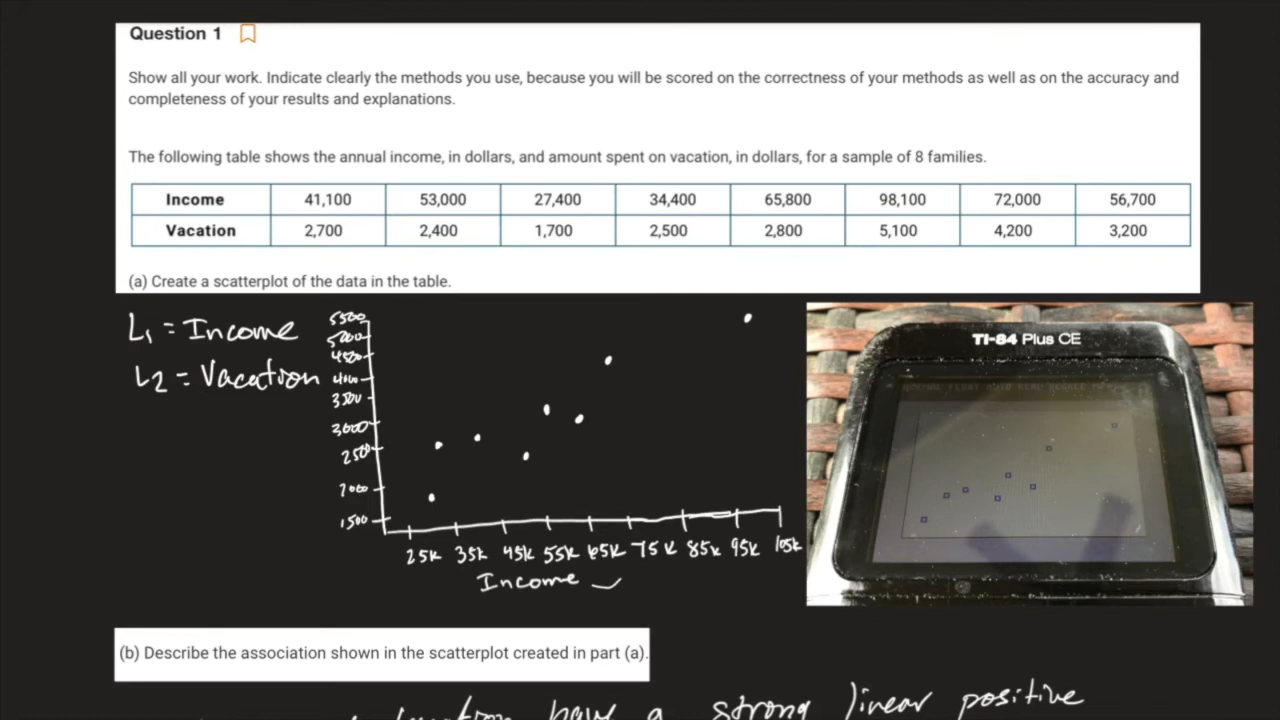 Question 1
Show all your work. Indicate clearly the methods you use, because you will be scored on the correctness of your methods as well as on the accuracy and
completeness of your results and explanations.
The following table shows the annual income, in dollars, and amount spent on vacation, in dollars, for a sample of 8 families.
Income 41,100 53,000 27,400 34,400 65,800 98,100 72,000 56,700
Vacation 2,700 2,400 1,700 2,500 2,800 5,100 4,200 3,200
(a) Create a scatterplot of the data in the table.
L1 = Income
L2 = Vacation
5500
5000
4500
4000
3500
3000
2500
2000
1500
25k 35k 45k 55k 65k 75k 85k 95k 105k
Income
TI-84 Plus CE
(b) Describe the association shown in the scatterplot created in part (a).
have a strong linear positive